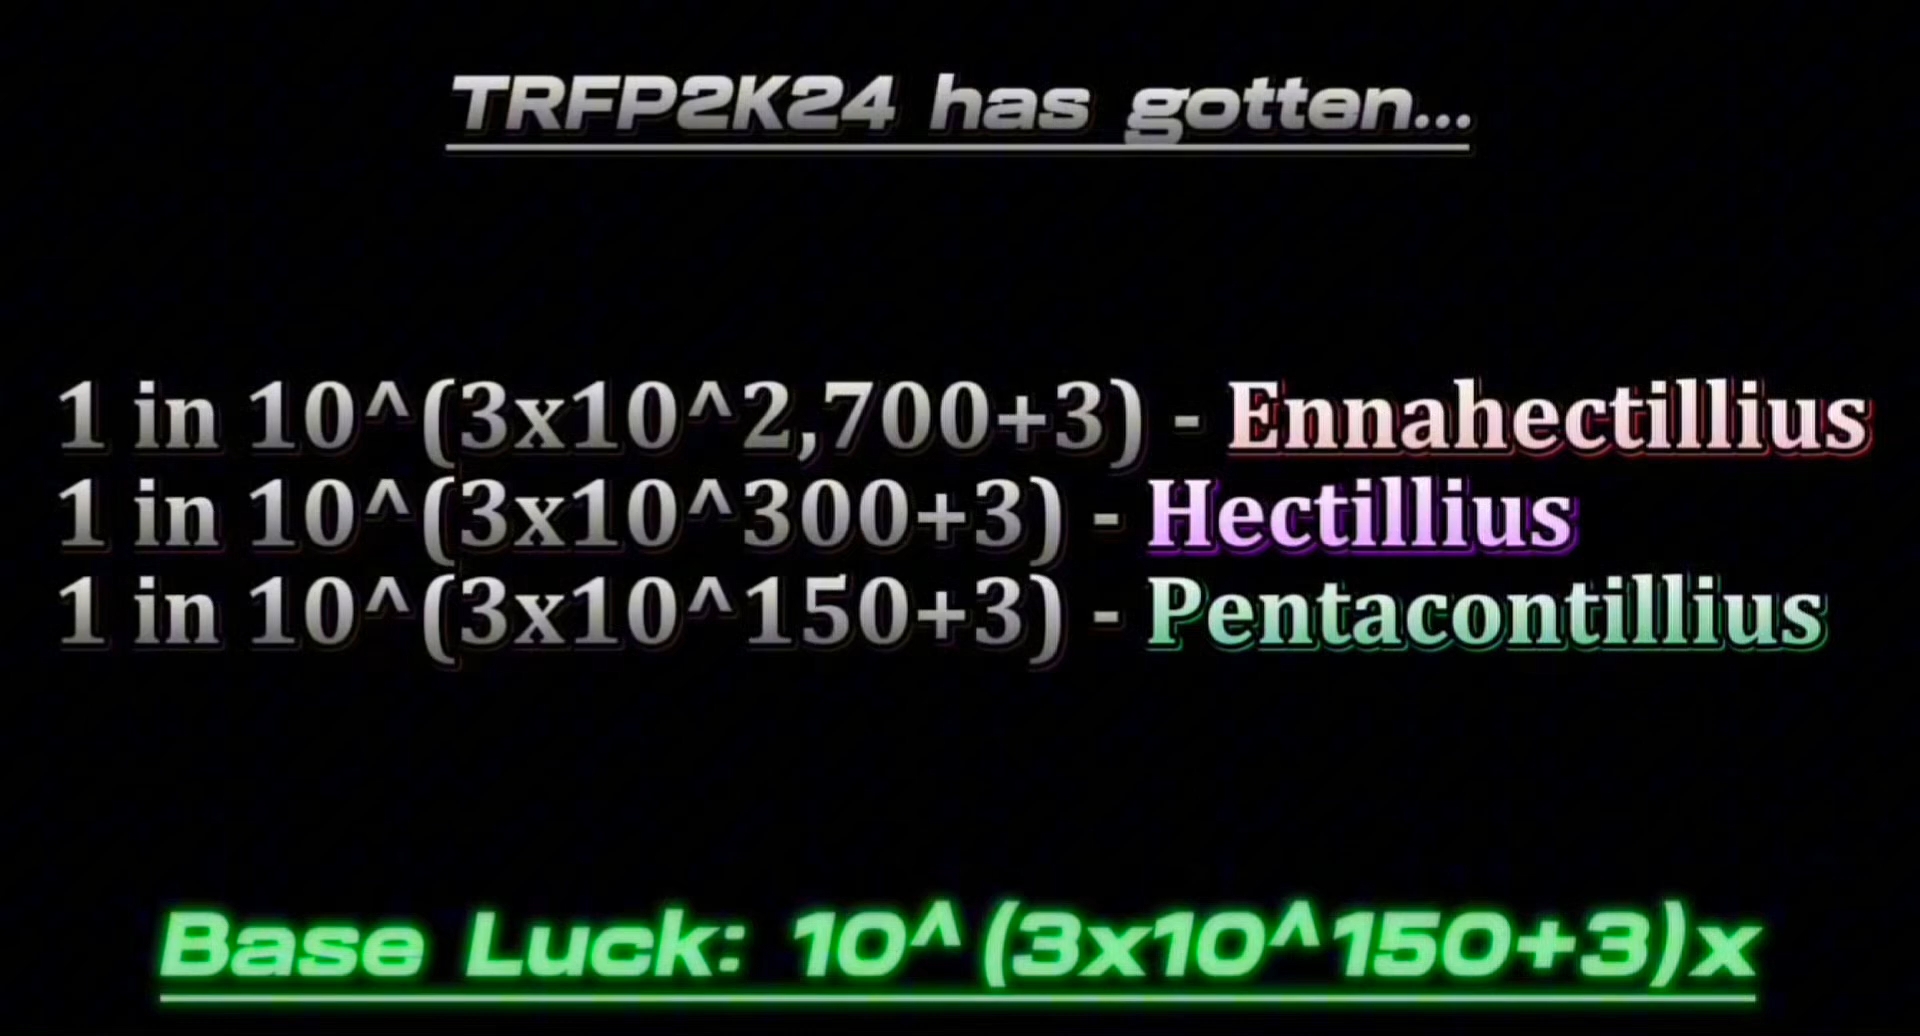 TRFP2K24 has gotten...
1 in 10^(3x10^2,700+3) - Ennahectillius
1 in 10^(3x10^300+3) - Hectillius
1 in 10^(3x10^150+3) - Pentacontillius
Base Luck: 10^(3x10^150+3)x